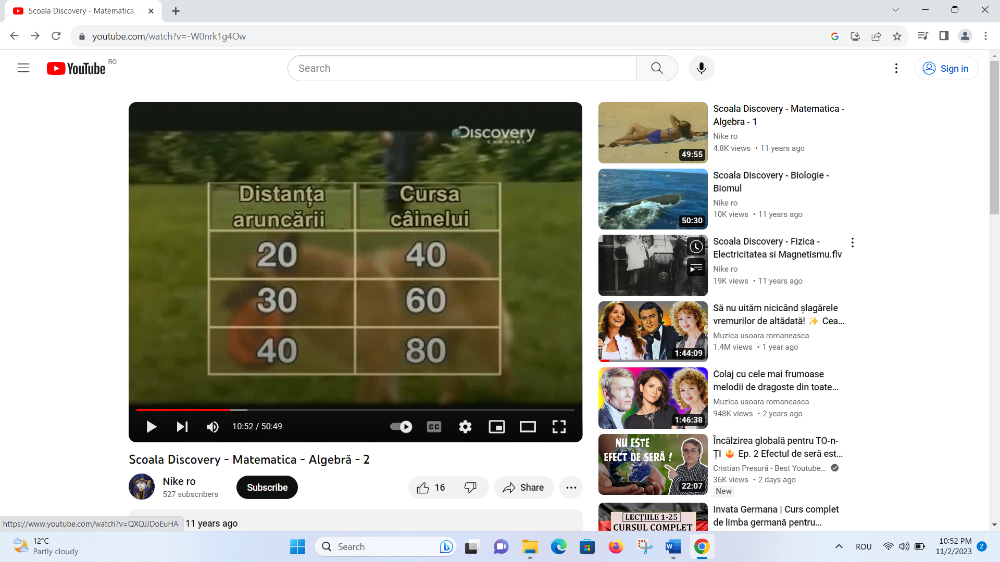 Scoala Discovery - Matematica -
youtube.com/watch?v=-W0nrk1g4Ow
YouTube
RO
Search
Sign in
Discovery
CHANNEL
Distanța
aruncării
Cursa
câinelui
20
40
30
60
40
80
10:52 / 50:49
CC
Scoala Discovery - Matematica - Algebră - 2
Nike ro
527 subscribers
Subscribe
16
Share
11 years ago
https://www.youtube.com/watch?v=QXQJJDoEuHA
49:55
Scoala Discovery - Matematica -
Algebra - 1
Nike ro
4.8K views • 11 years ago
50:30
Scoala Discovery - Biologie -
Biomul
Nike ro
10K views • 11 years ago
Scoala Discovery - Fizica -
Electricitatea si Magnetismu.flv
Nike ro
19K views • 11 years ago
1:44:09
Să nu uităm nicicând șlagărele
vremurilor de altădată! ✨ Cea...
Muzica usoara romaneasca
1.4M views • 1 year ago
1:46:38
Colaj cu cele mai frumoase
melodii de dragoste din toate...
Muzica usoara romaneasca
948K views • 2 years ago
NU ESTE
EFECT DE SERĂ !
22:07
Încălzirea globală pentru TO-n-
ȚI 🤷 Ep. 2 Efectul de seră est...
Cristian Presură - Best Youtube...
36K views • 2 days ago
New
LECȚIILE 1-25
CURSUL COMPLET
Invata Germana | Curs complet
de limba germană pentru...
12°C
Partly cloudy
Search
ROU
10:52 PM
11/2/2023
2